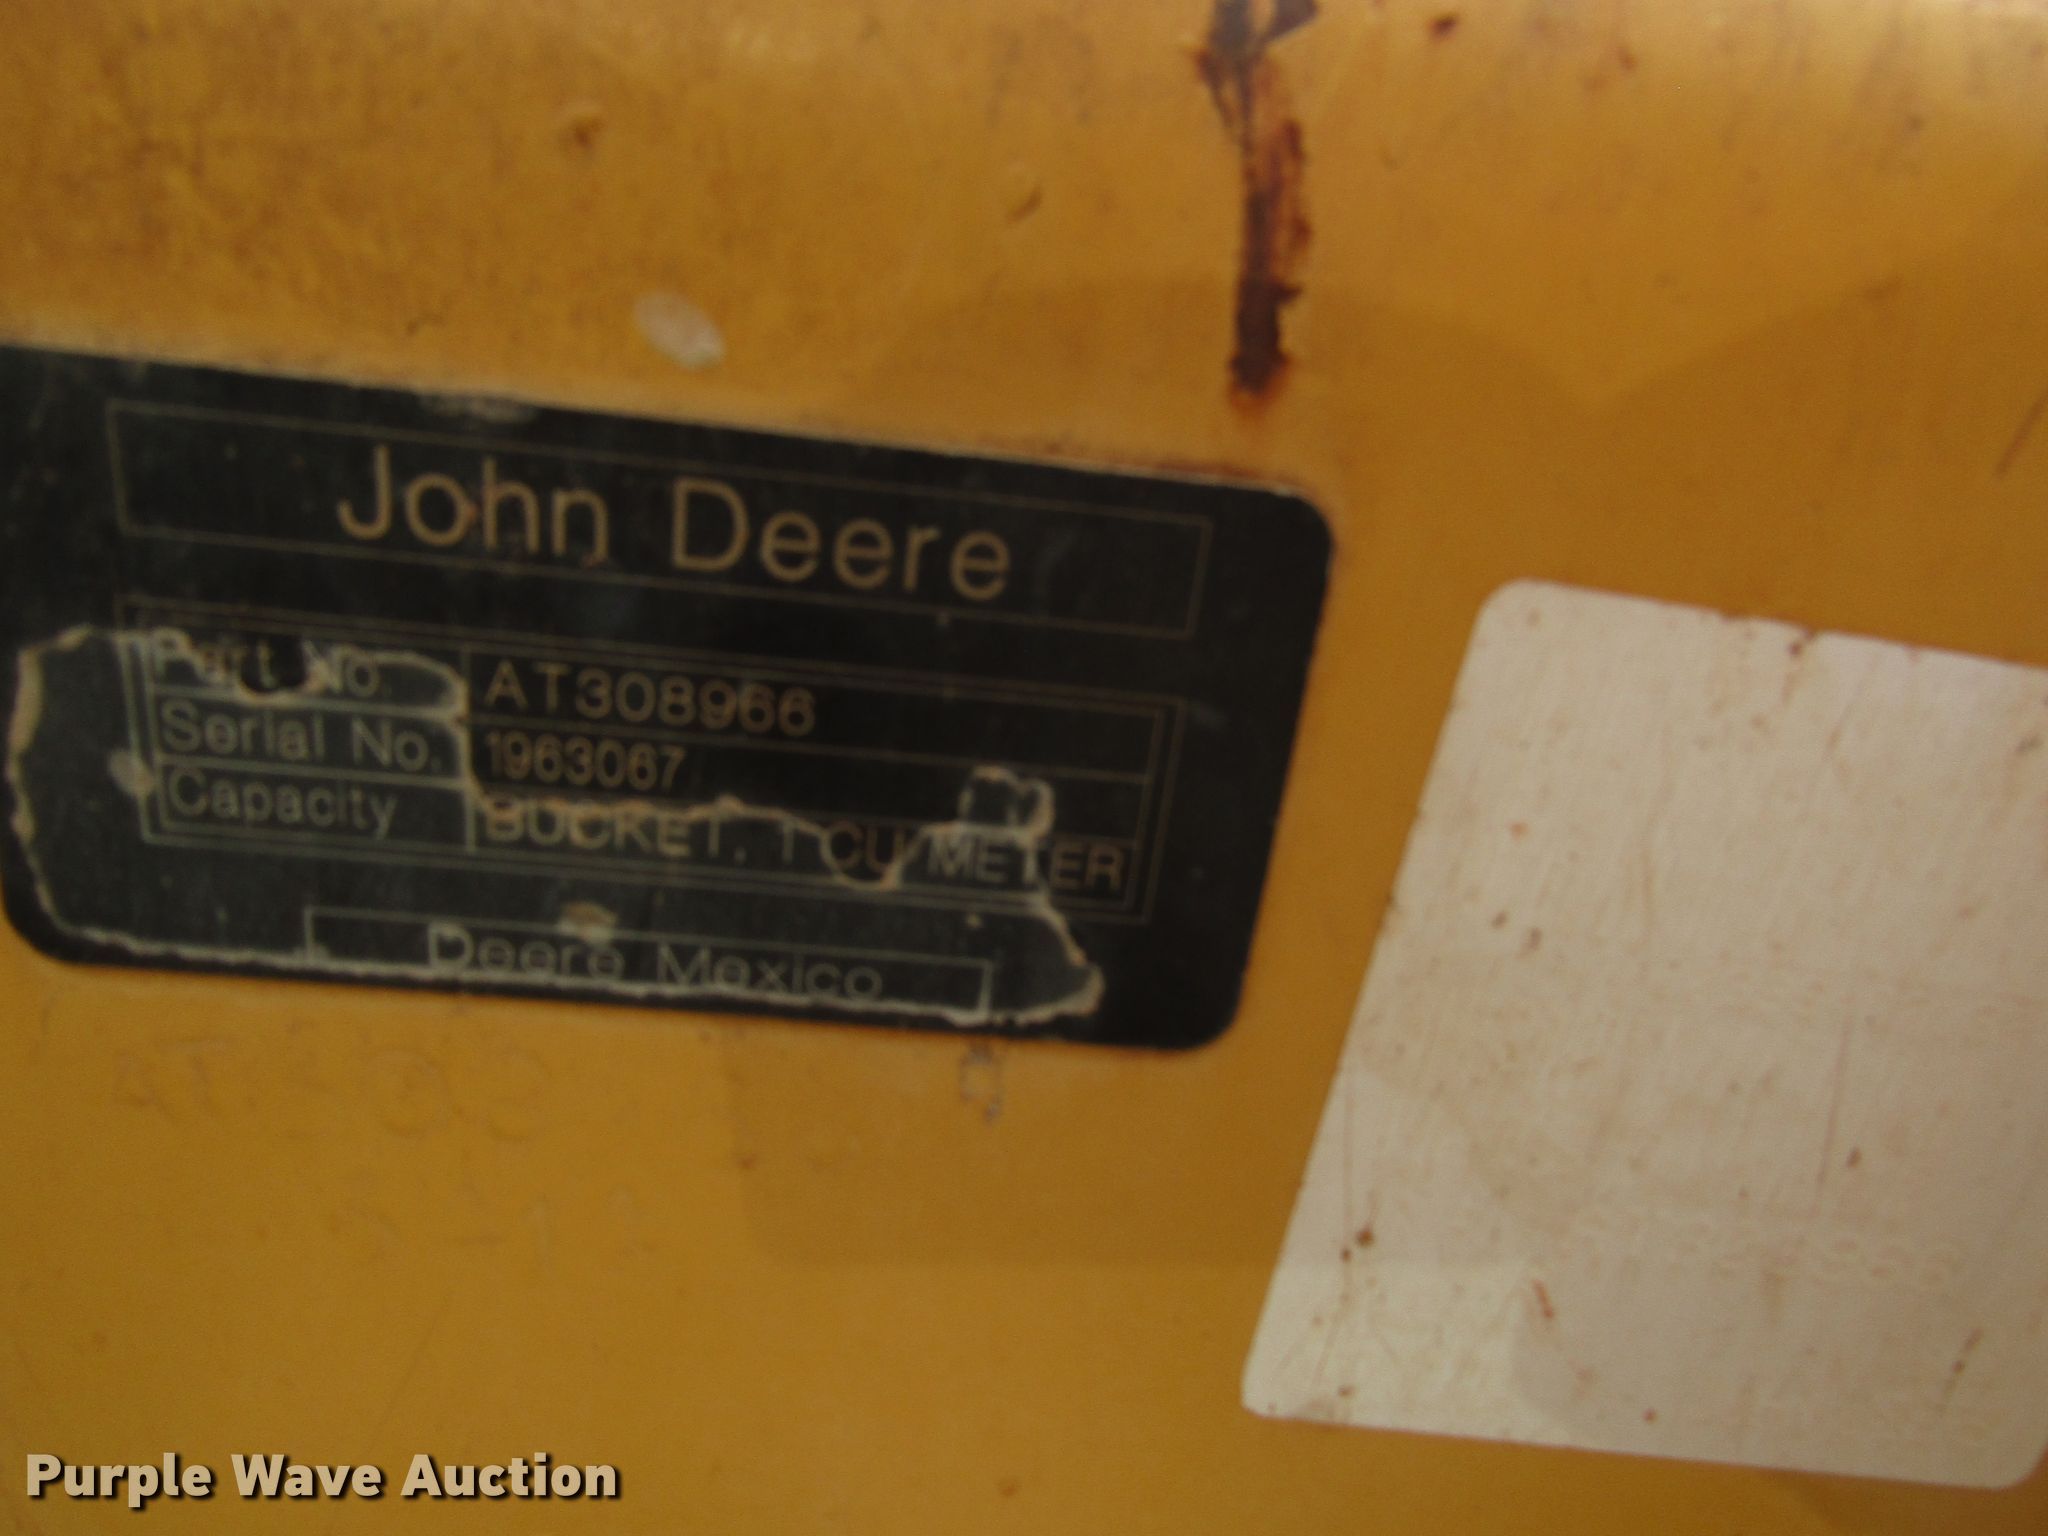 John Deere
Part No. AT308966
Serial No. 1963067
Capacity BUCKET, 1 CU METER
Deere Mexico
Purple Wave Auction